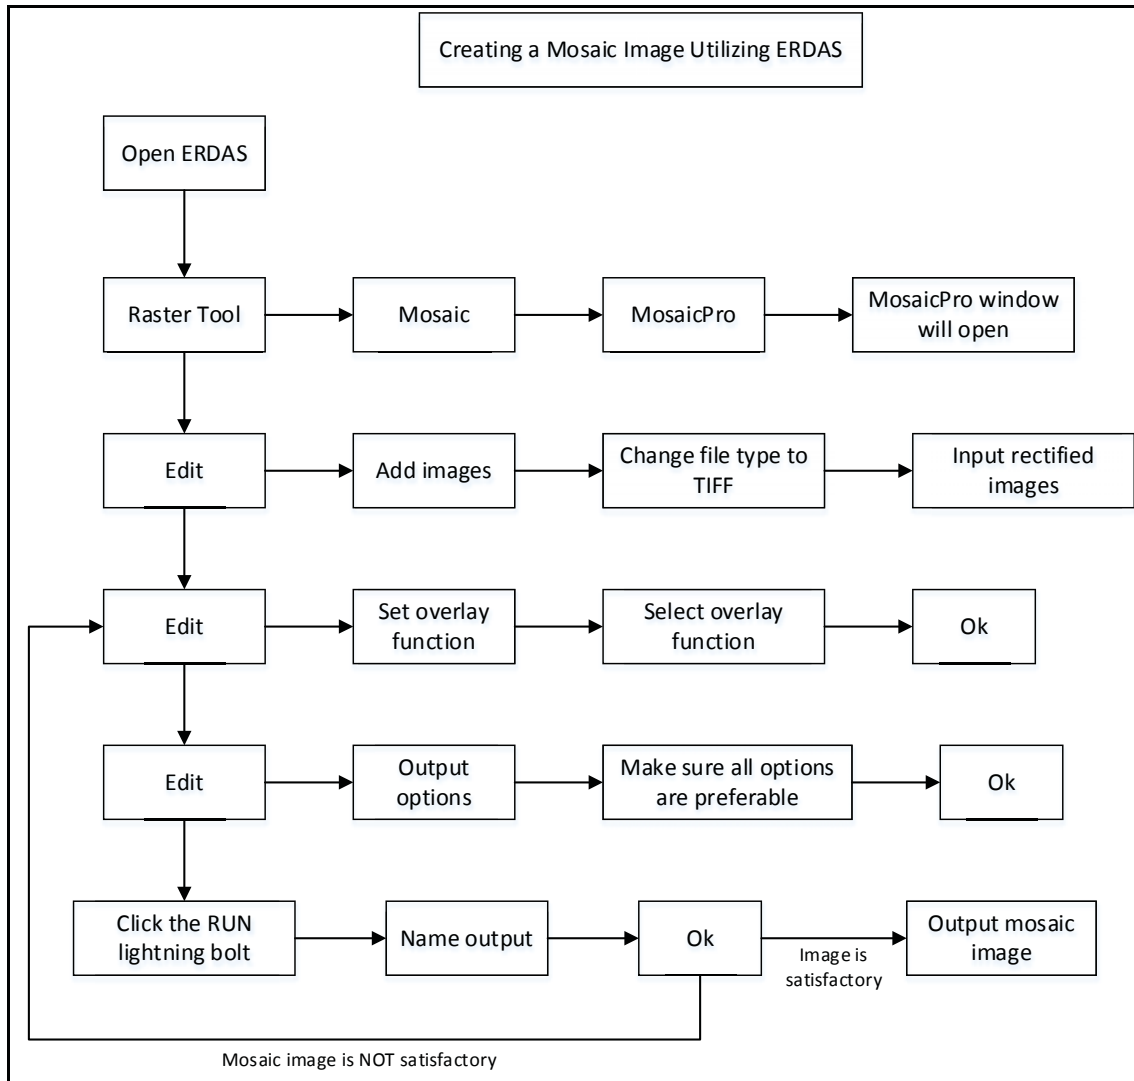 Creating a Mosaic Image Utilizing ERDAS
Open ERDAS
Raster Tool
Mosaic
MosaicPro
MosaicPro window
will open
Edit
Add images
Change file type to
TIFF
Input rectified
images
Edit
Set overlay
function
Select overlay
function
Ok
Edit
Output
options
Make sure all options
are preferable
Ok
Click the RUN
lightning bolt
Name output
Ok
Image is
satisfactory
Output mosaic
image
Mosaic image is NOT satisfactory